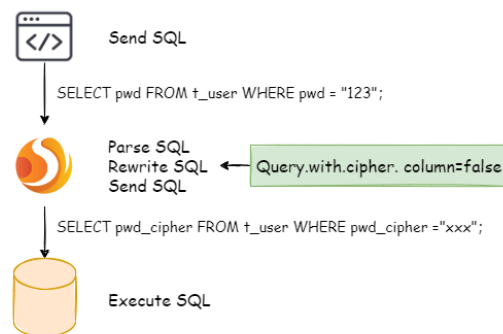 Send SQL
SELECT pwd FROM t_user WHERE pwd = "123";
Parse SQL
Rewrite SQL
Send SQL
Query.with.cipher. column=false
SELECT pwd_cipher FROM t_user WHERE pwd_cipher ="xxx";
Execute SQL